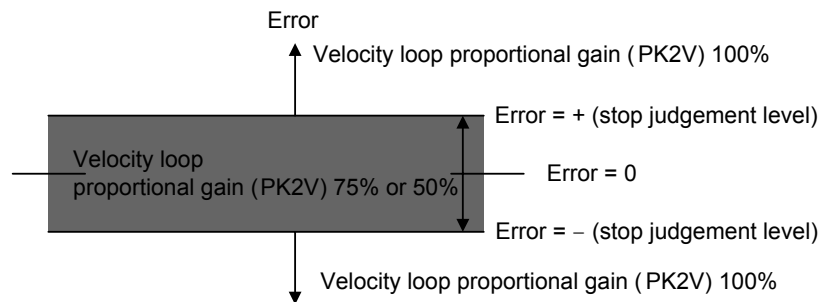 Error
Velocity loop proportional gain (PK2V) 100%
Error = + (stop judgement level)
Velocity loop
proportional gain (PK2V) 75% or 50%
Error = 0
Error = − (stop judgement level)
Velocity loop proportional gain (PK2V) 100%